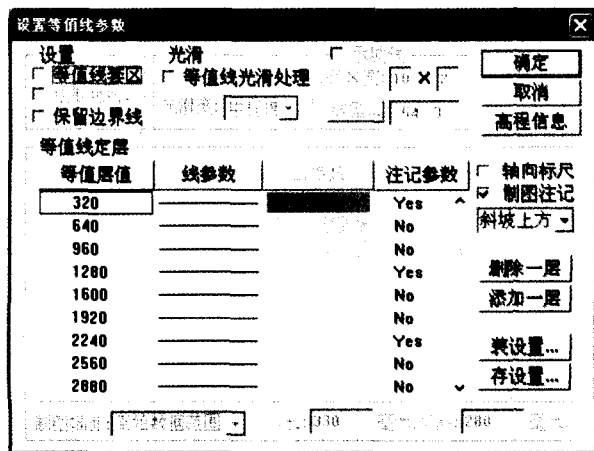 设置等值线参数
设置
等值线套区
保留边界线
光滑
等值线光滑处理
10 × 
确定
取消
高程信息
等值线定层
等值层值 线参数 注记参数
320 Yes
640 No
960 No
1280 Yes
1600 No
1920 No
2240 Yes
2560 No
2880 No
轴向标尺
制图注记
斜坡上方
删除一层
添加一层
装设置...
存设置...
330
280